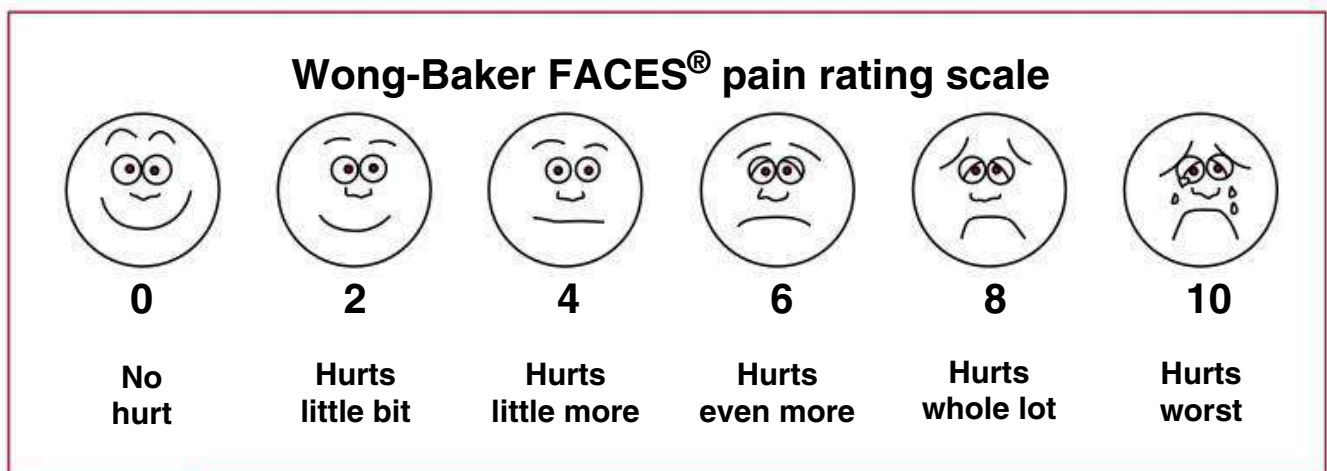 Wong-Baker FACES® pain rating scale
0 2 4 6 8 10
No Hurts Hurts Hurts Hurts Hurts
hurt little bit little more even more whole lot worst